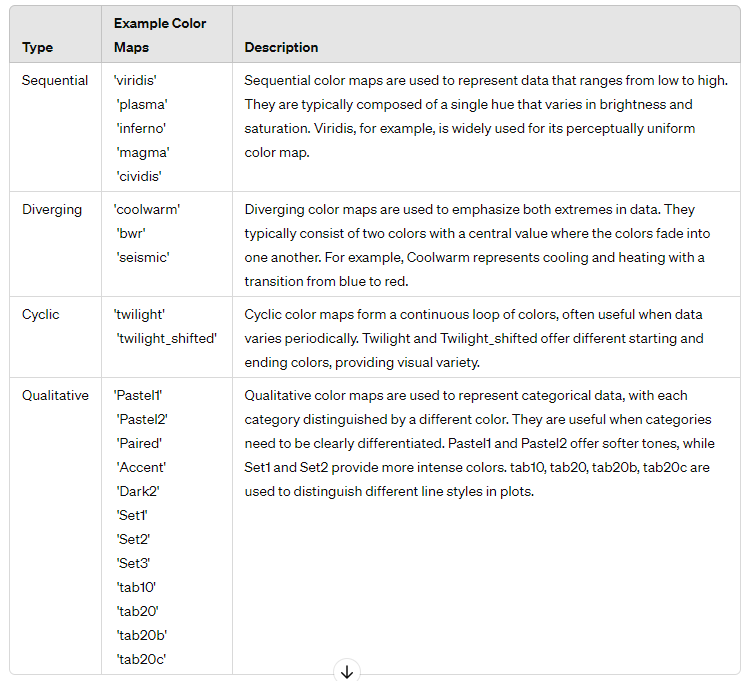 Type
Example Color
Maps
Description
Sequential
'viridis'
'plasma'
'inferno'
'magma'
'cividis'
Sequential color maps are used to represent data that ranges from low to high.
They are typically composed of a single hue that varies in brightness and
saturation. Viridis, for example, is widely used for its perceptually uniform
color map.
Diverging
'coolwarm'
'bwr'
'seismic'
Diverging color maps are used to emphasize both extremes in data. They
typically consist of two colors with a central value where the colors fade into
one another. For example, Coolwarm represents cooling and heating with a
transition from blue to red.
Cyclic
'twilight'
'twilight_shifted'
Cyclic color maps form a continuous loop of colors, often useful when data
varies periodically. Twilight and Twilight_shifted offer different starting and
ending colors, providing visual variety.
Qualitative
'Pastel1'
'Pastel2'
'Paired'
'Accent'
'Dark2'
'Set1'
'Set2'
'Set3'
'tab10'
'tab20'
'tab20b'
'tab20c'
Qualitative color maps are used to represent categorical data, with each
category distinguished by a different color. They are useful when categories
need to be clearly differentiated. Pastel1 and Pastel2 offer softer tones, while
Set1 and Set2 provide more intense colors. tab10, tab20, tab20b, tab20c are
used to distinguish different line styles in plots.